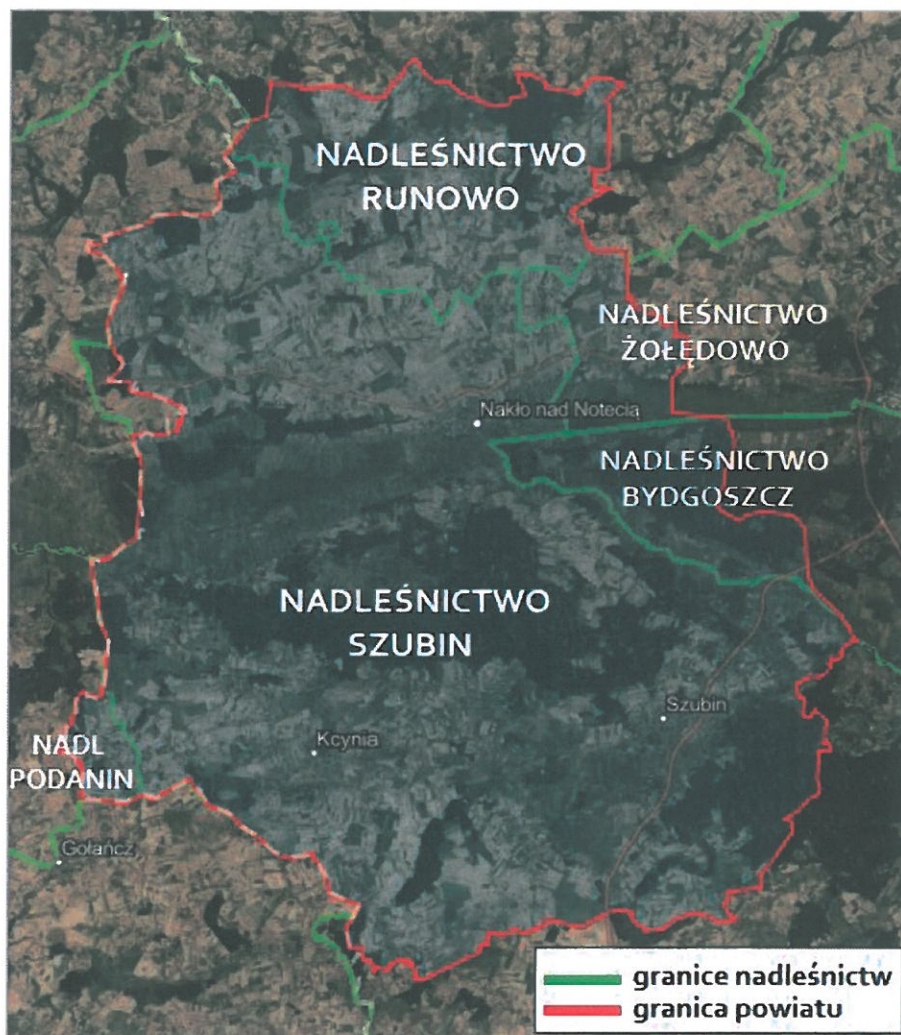 NADLEŚNICTWO
RUNOWO
NADLEŚNICTWO
ŻOŁĘDOWO
Nakło nad Notecią
NADLEŚNICTWO
BYDGOSZCZ
NADLEŚNICTWO
SZUBIN
Szubin
Kcynia
NADL
PODANIN
Gołańcz
granice nadleśnictw
granica powiatu